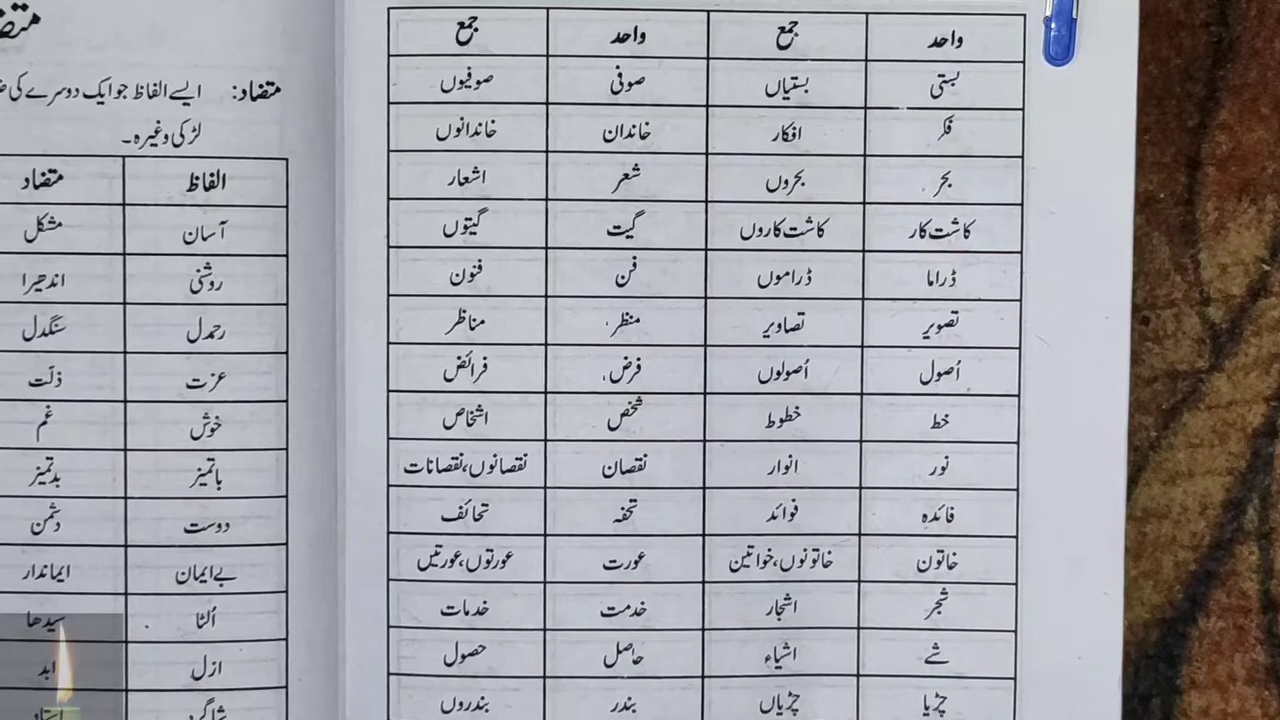 واحد جمع واحد جمع
بستی بستیاں صوفی صوفیوں
فکر افکار خاندان خاندانوں
بحر بحروں شعر اشعار
کاشت کار کاشت کاروں گیت گیتوں
ڈراما ڈراموں فن فنون
تصویر تصاویر منظر مناظر
اُصول اُصولوں فرض فرائض
خط خطوط شخص اشخاص
نور انوار نقصان نقصانوں،نقصانات
فائدہ فوائد تحفہ تحائف
خاتون خاتونوں،خواتین عورت عورتوں،عورتیں
شجر اشجار خدمت خدمات
شے اشیاء حاصل حصول
چڑیا چڑیاں بندر بندروں
متضاد: ایسے الفاظ جو ایک دوسرے کی
لڑکی وغیرہ۔
الفاظ متضاد
آسان مشکل
روشنی اندھیرا
رحمدل سنگدل
عزت ذلّت
خوش غم
باتمیز بدتمیز
دوست دشمن
بے ایمان ایماندار
اُلٹا سیدھا
ازل ابد